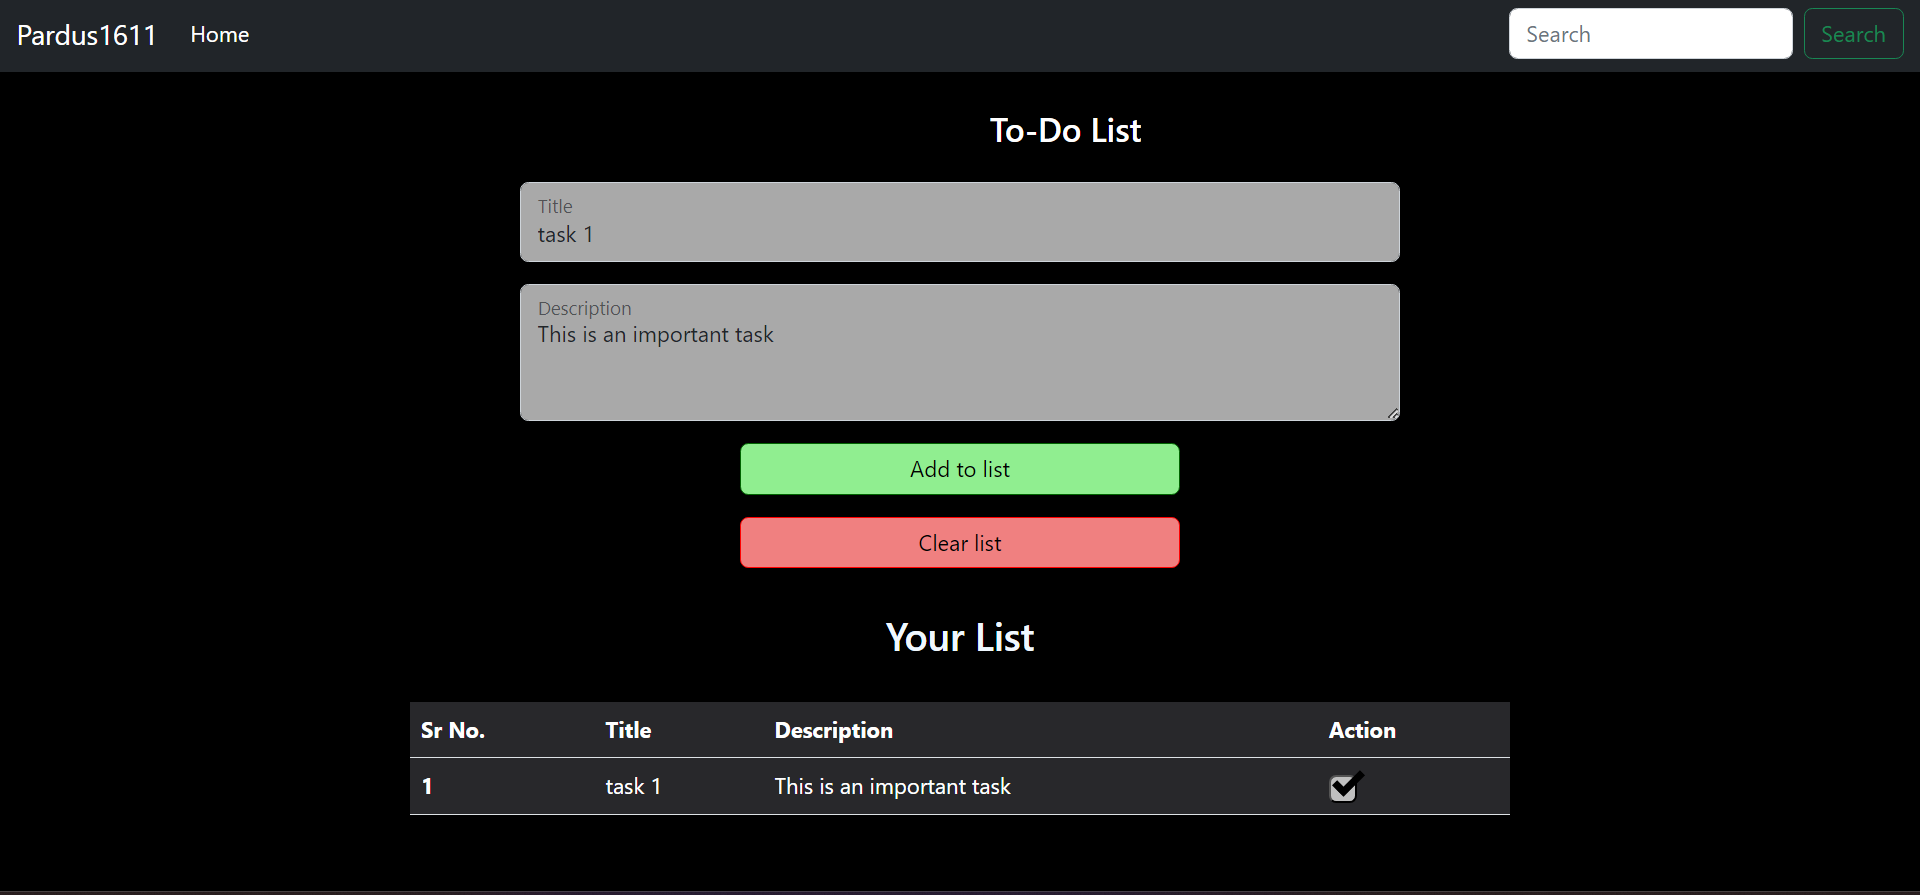 Pardus1611 Home Search Search
To-Do List
Title
task 1
Description
This is an important task
Add to list
Clear list
Your List
Sr No. Title Description Action
1 task 1 This is an important task